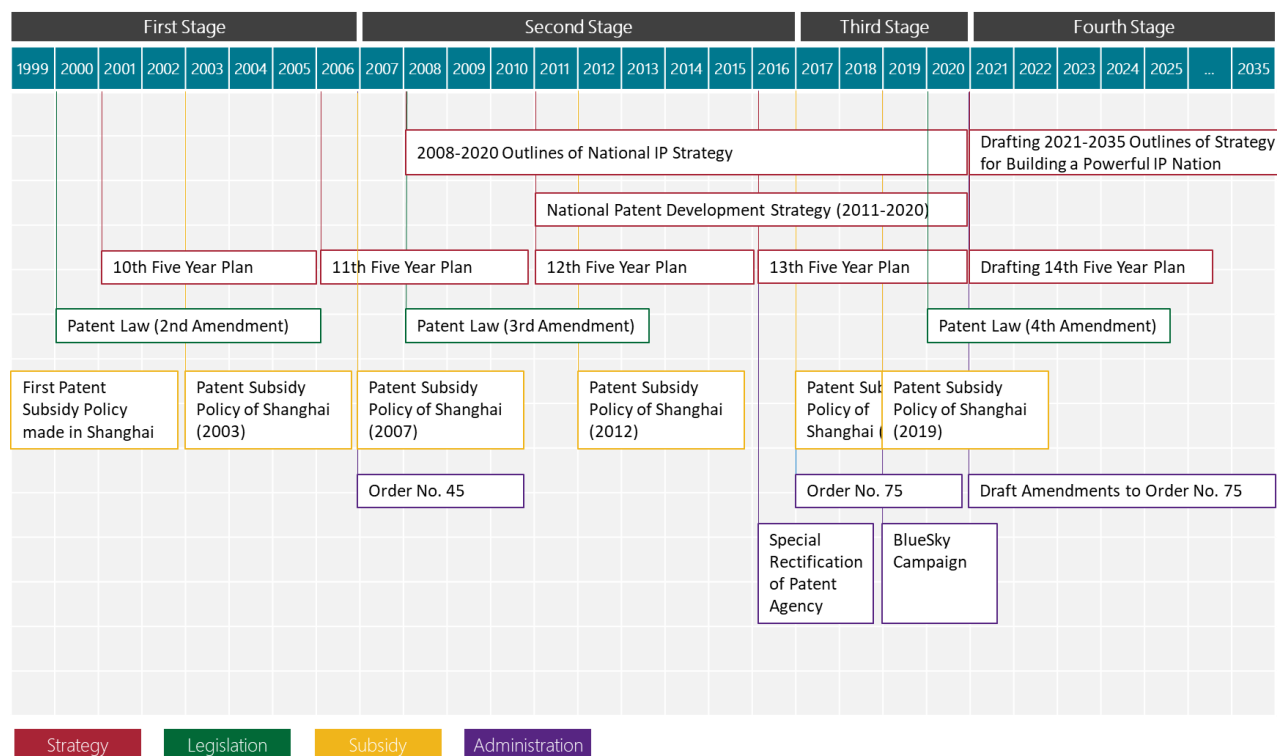 First Stage
Second Stage
Third Stage
Fourth Stage
1999 2000 2001 2002 2003 2004 2005 2006 2007 2008 2009 2010 2011 2012 2013 2014 2015 2016 2017 2018 2019 2020 2021 2022 2023 2024 2025 ... 2035
2008-2020 Outlines of National IP Strategy
Drafting 2021-2035 Outlines of Strategy
for Building a Powerful IP Nation
National Patent Development Strategy (2011-2020)
10th Five Year Plan
11th Five Year Plan
12th Five Year Plan
13th Five Year Plan
Drafting 14th Five Year Plan
Patent Law (2nd Amendment)
Patent Law (3rd Amendment)
Patent Law (4th Amendment)
First Patent
Subsidy Policy
made in Shanghai
Patent Subsidy
Policy of Shanghai
(2003)
Patent Subsidy
Policy of Shanghai
(2007)
Patent Subsidy
Policy of Shanghai
(2012)
Patent Sub
Policy of
Shanghai (
Patent Subsidy
Policy of Shanghai
(2019)
Order No. 45
Order No. 75
Draft Amendments to Order No. 75
Special
Rectification
of Patent
Agency
BlueSky
Campaign
Strategy
Legislation
Subsidy
Administration